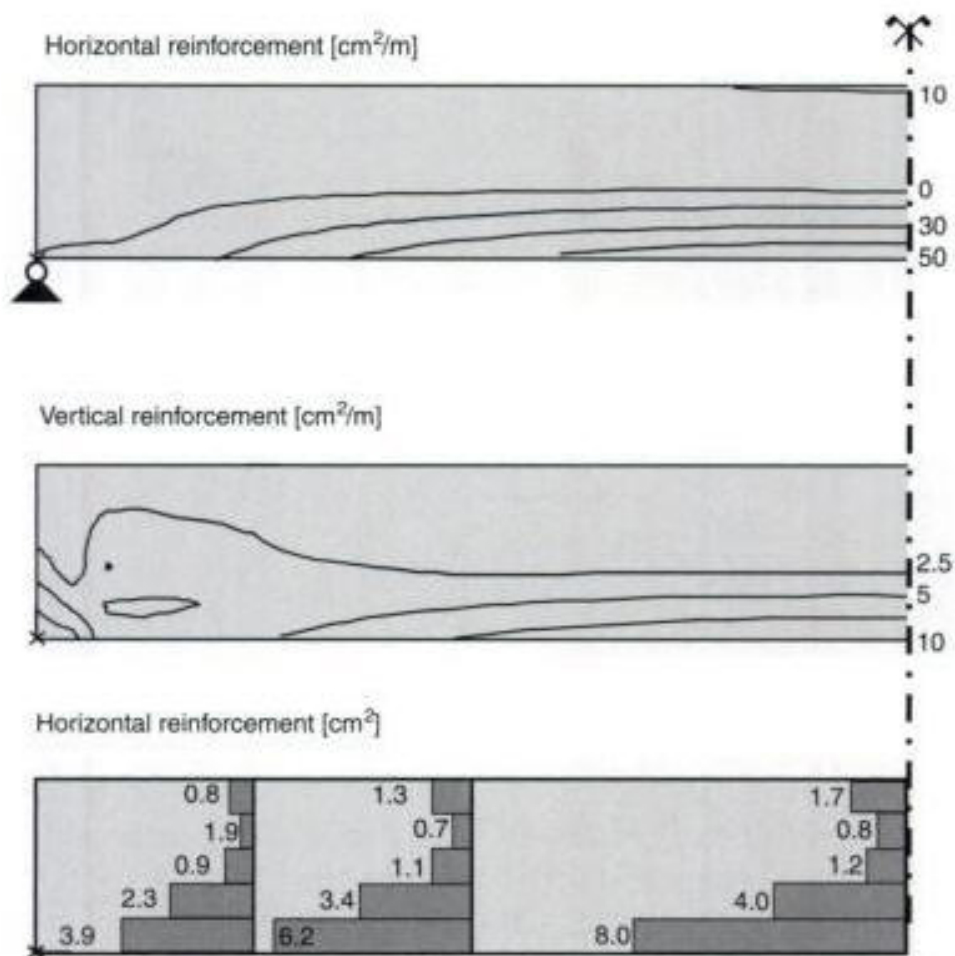 Horizontal reinforcement [cm²/m]
10
0
30
50
Vertical reinforcement [cm²/m]
2.5
5
10
Horizontal reinforcement [cm²]
0.8 1.3 1.7
1.9 0.7 0.8
0.9 1.1 1.2
2.3 3.4 4.0
3.9 6.2 8.0